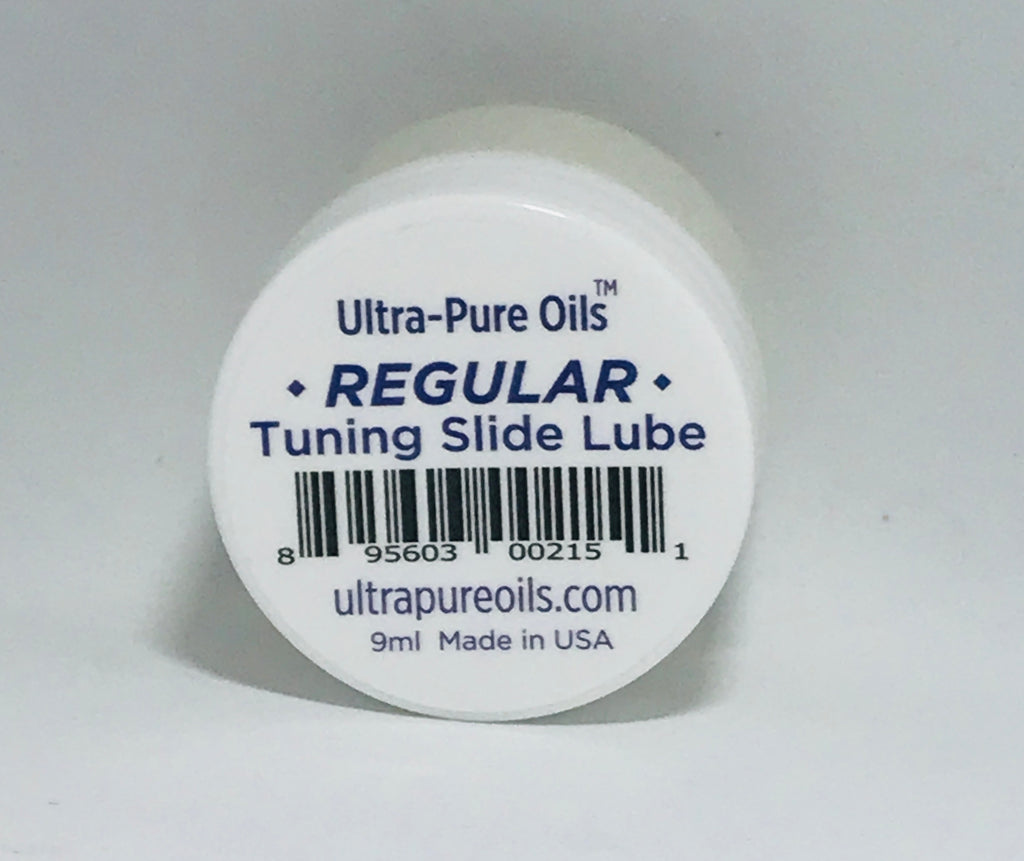 Ultra-Pure Oils™
• REGULAR •
Tuning Slide Lube
8 95603 00215 1
ultrapureoils.com
9ml Made in USA